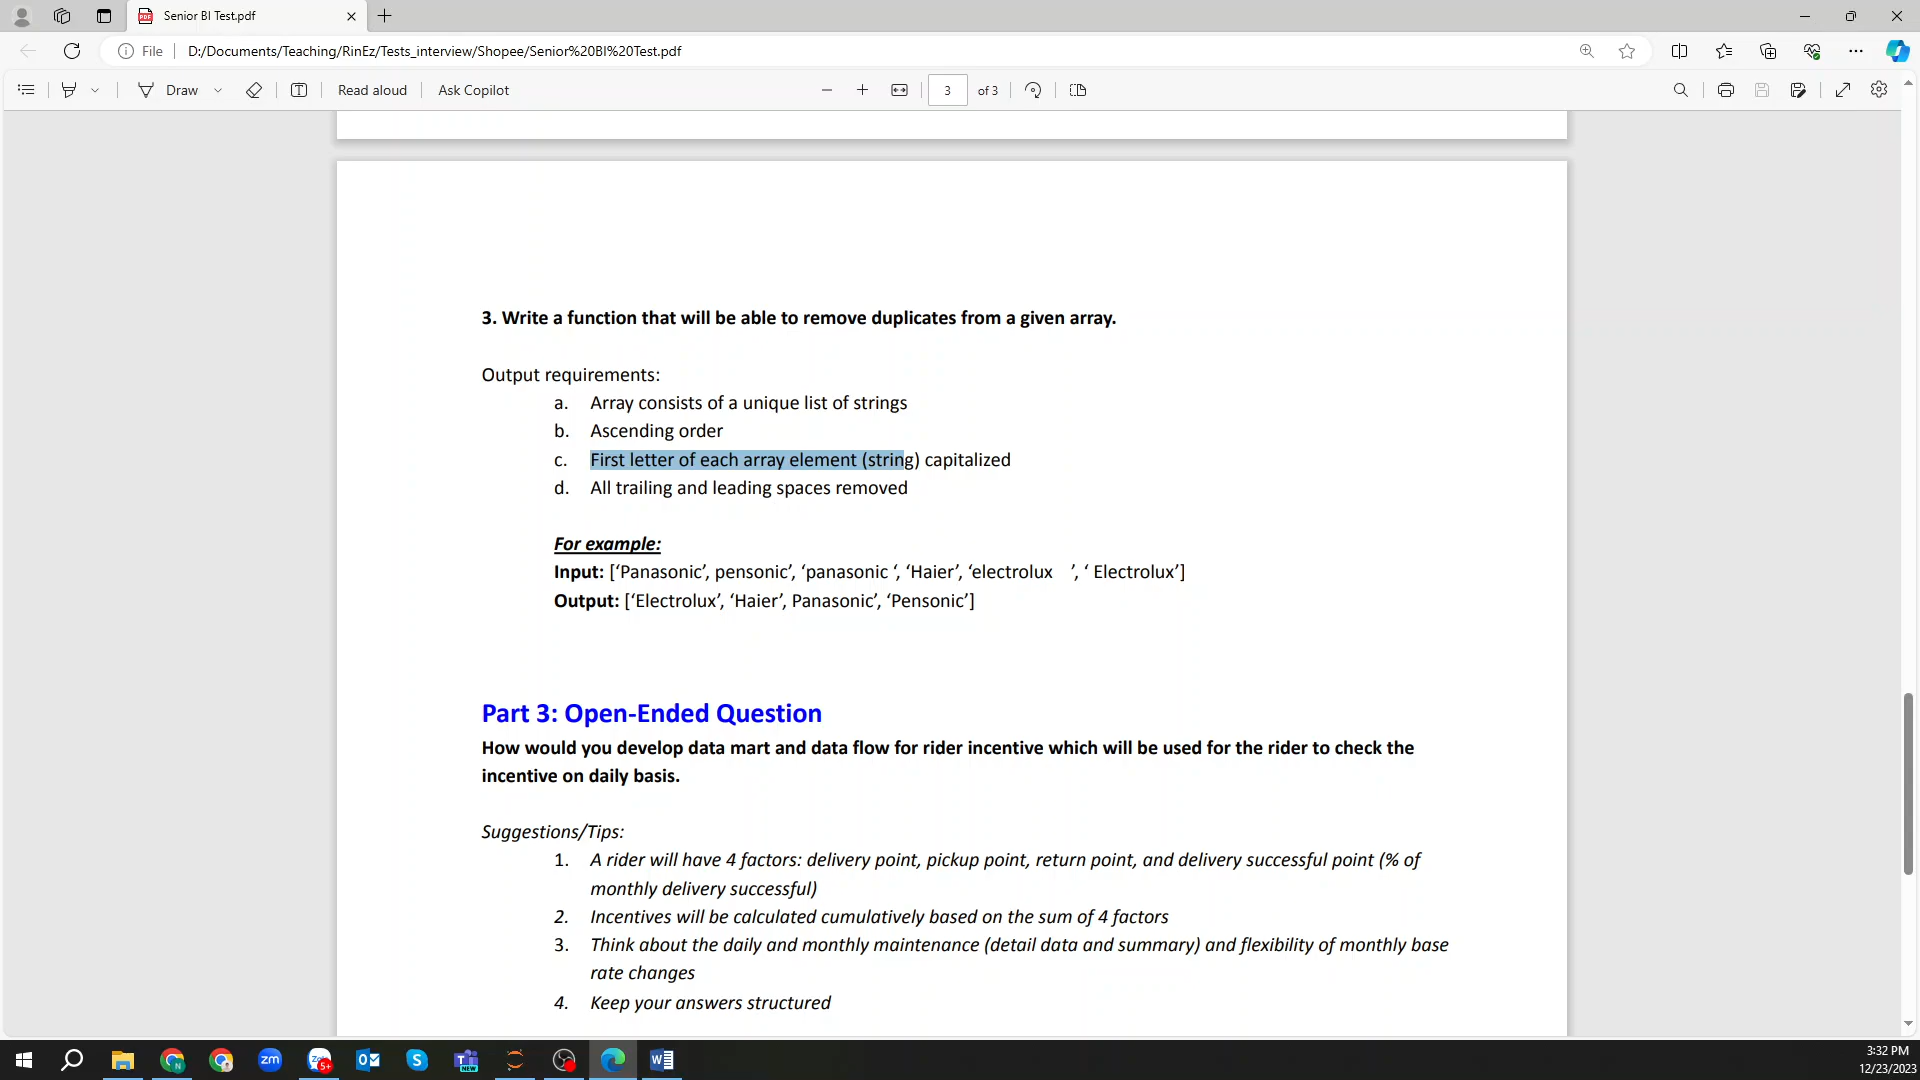 Senior BI Test.pdf
File
D:/Documents/Teaching/RinEz/Tests_interview/Shopee/Senior%20BI%20Test.pdf
Draw
Read aloud
Ask Copilot
3 of 3
3. Write a function that will be able to remove duplicates from a given array.
Output requirements:
a. Array consists of a unique list of strings
b. Ascending order
c. First letter of each array element (string) capitalized
d. All trailing and leading spaces removed
For example:
Input: [‘Panasonic’, pensonic’, ‘panasonic ‘, ‘Haier’, ‘electrolux    ’, ‘ Electrolux’]
Output: [‘Electrolux’, ‘Haier’, Panasonic’, ‘Pensonic’]
Part 3: Open-Ended Question
How would you develop data mart and data flow for rider incentive which will be used for the rider to check the
incentive on daily basis.
Suggestions/Tips:
1. A rider will have 4 factors: delivery point, pickup point, return point, and delivery successful point (% of
monthly delivery successful)
2. Incentives will be calculated cumulatively based on the sum of 4 factors
3. Think about the daily and monthly maintenance (detail data and summary) and flexibility of monthly base
rate changes
4. Keep your answers structured
3:32 PM
12/23/2023